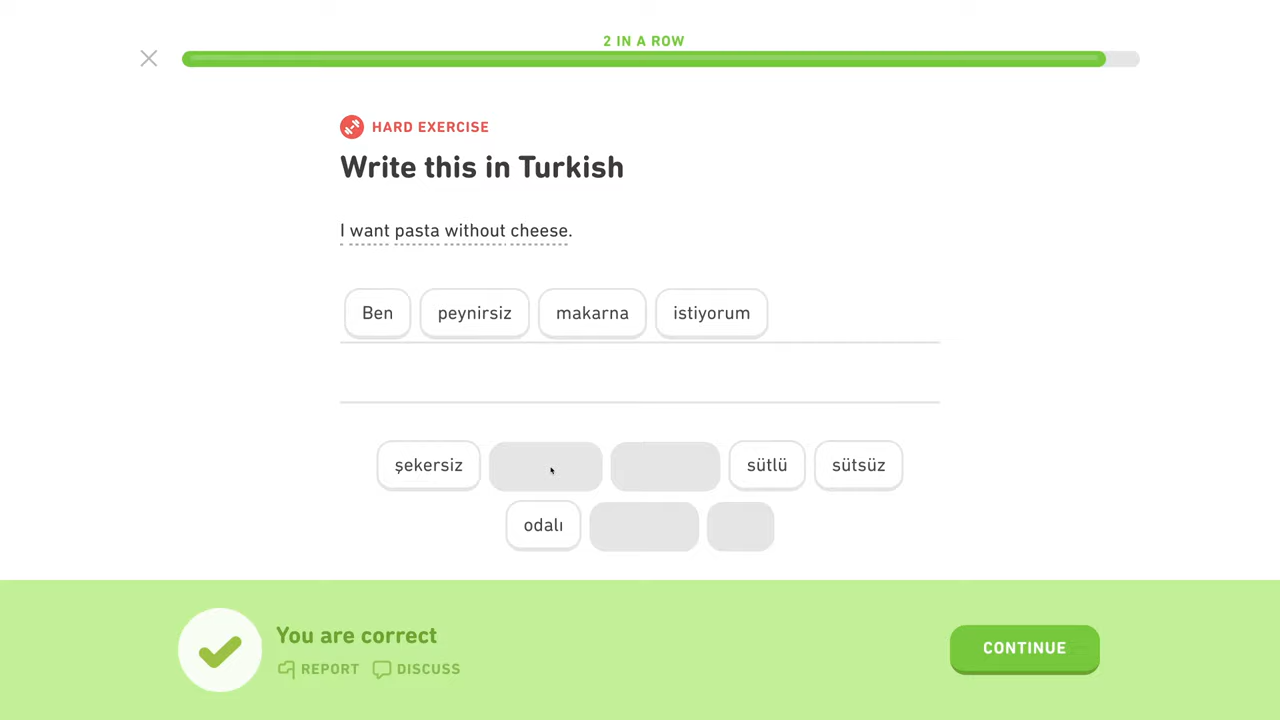 2 IN A ROW
HARD EXERCISE
Write this in Turkish
I want pasta without cheese.
Ben peynirsiz makarna istiyorum
şekersiz sütlü sütsüz
odalı
You are correct
REPORT DISCUSS
CONTINUE